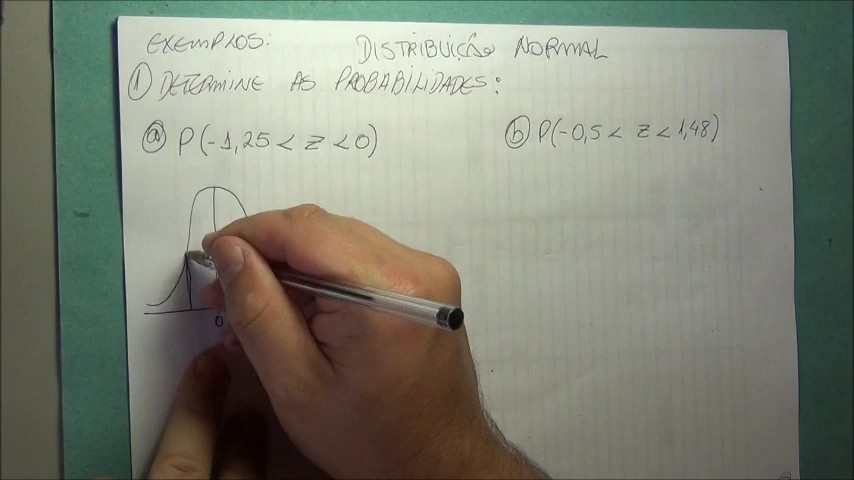 EXEMPLOS: DISTRIBUIÇÃO NORMAL
1 DETERMINE AS PROBABILIDADES:
a P(-1,25 < z < 0)
b P(-0,5 < z < 1,48)
0